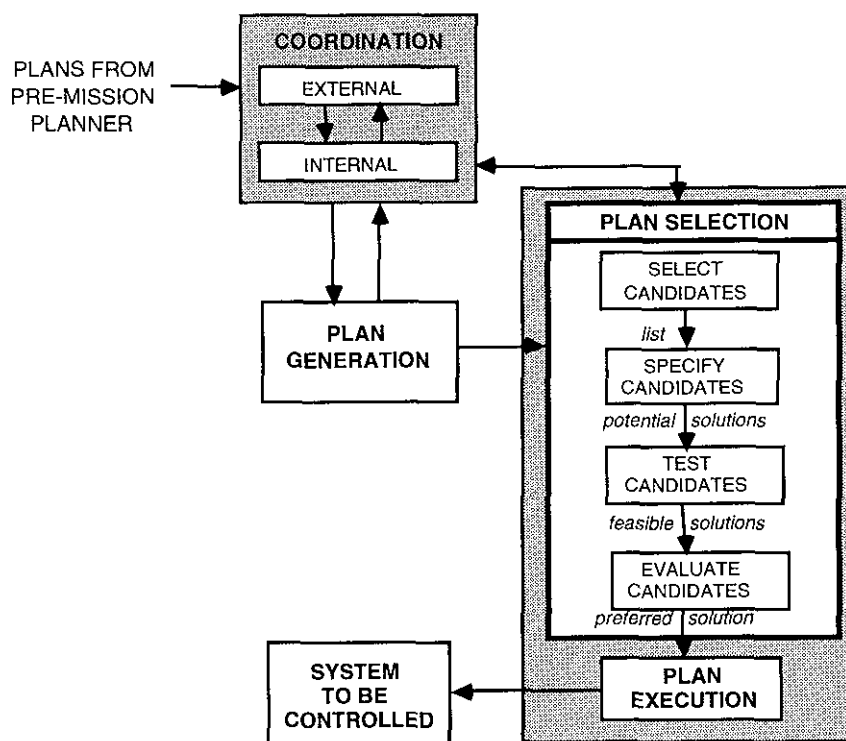 COORDINATION
PLANS FROM
PRE-MISSION
PLANNER
EXTERNAL
INTERNAL
PLAN SELECTION
SELECT
CANDIDATES
list
PLAN
GENERATION
SPECIFY
CANDIDATES
potential solutions
TEST
CANDIDATES
feasible solutions
EVALUATE
CANDIDATES
preferred solution
SYSTEM
TO BE
CONTROLLED
PLAN
EXECUTION